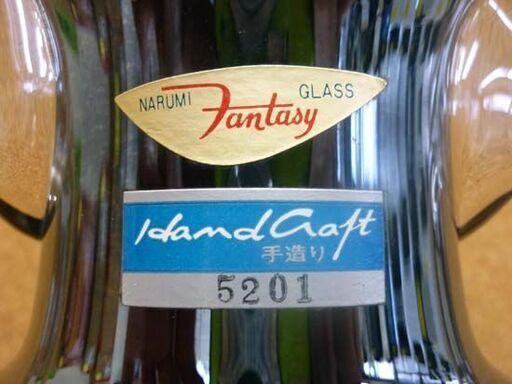 NARUMI Fantasy GLASS
Hand Craft
手造り
5201